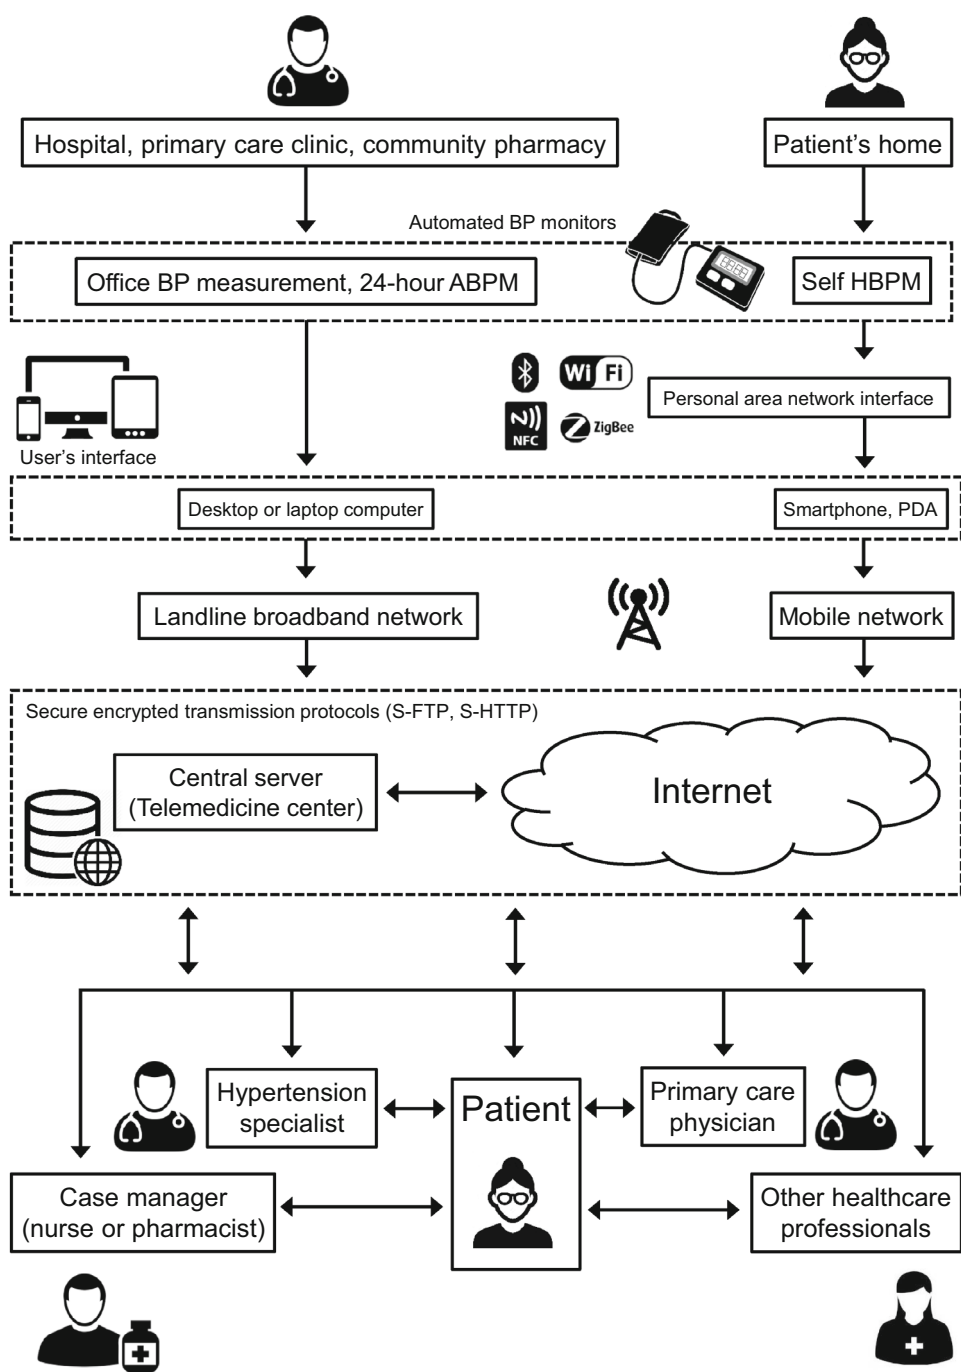 Hospital, primary care clinic, community pharmacy
Patient's home
Automated BP monitors
Office BP measurement, 24-hour ABPM
Self HBPM
Wi Fi
Personal area network interface
NFC
ZigBee
User's interface
Desktop or laptop computer
Smartphone, PDA
Landline broadband network
Mobile network
Secure encrypted transmission protocols (S-FTP, S-HTTP)
Central server
(Telemedicine center)
Internet
Hypertension
specialist
Patient
Primary care
physician
Case manager
(nurse or pharmacist)
Other healthcare
professionals